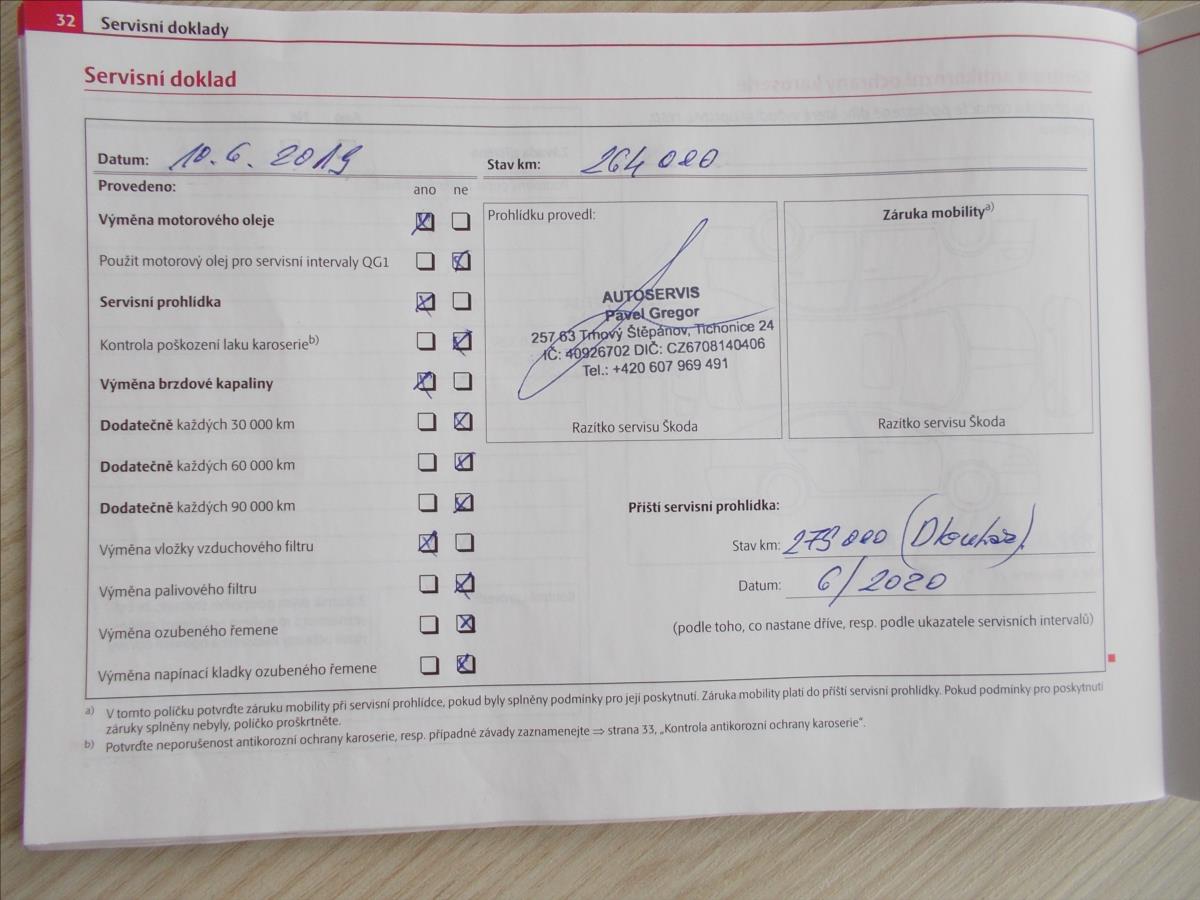 32 Servisní doklady
Servisní doklad
Datum: 10.6.2019
Stav km: 264 000
Provedeno: ano ne
Výměna motorového oleje
Použit motorový olej pro servisní intervaly QG1
Servisní prohlídka
Kontrola poškození laku karoserieb)
Výměna brzdové kapaliny
Dodatečně každých 30 000 km
Dodatečně každých 60 000 km
Dodatečně každých 90 000 km
Výměna vložky vzduchového filtru
Výměna palivového filtru
Výměna ozubeného řemene
Výměna napínací kladky ozubeného řemene
Prohlídku provedl:
AUTOSERVIS
Pavel Gregor
257 63 Trhový Štěpánov, Tichonice 24
IČ: 40926702 DIČ: CZ6708140406
Tel.: +420 607 969 491
Razítko servisu Škoda
Záruka mobilitya)
Razítko servisu Škoda
Příští servisní prohlídka:
Stav km: 279 000
Datum: 6/2020
(podle toho, co nastane dříve, resp. podle ukazatele servisních intervalů)
a) V tomto políčku potvrďte záruku mobility při servisní prohlídce, pokud byly splněny podmínky pro její poskytnutí. Záruka mobility platí do příští servisní prohlídky. Pokud podmínky pro poskytnutí
záruky splněny nebyly, políčko proškrtněte.
b) Potvrďte neporušenost antikorozní ochrany karoserie, resp. případné závady zaznamenejte ⇒ strana 33, „Kontrola antikorozní ochrany karoserie“.